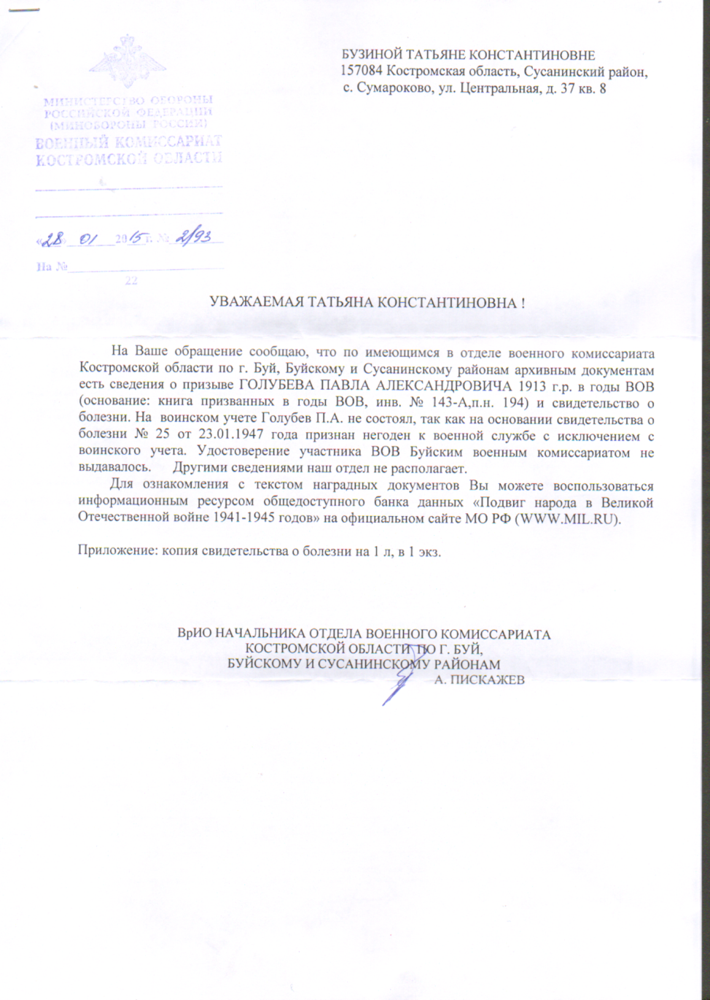 МИНИСТЕРСТВО ОБОРОНЫ
РОССИЙСКОЙ ФЕДЕРАЦИИ
(МИНОБОРОНЫ РОССИИ)
ВОЕННЫЙ КОМИССАРИАТ
КОСТРОМСКОЙ ОБЛАСТИ
«28» 01 2015 г. № 2/93
На №
22
БУЗИНОЙ ТАТЬЯНЕ КОНСТАНТИНОВНЕ
157084 Костромская область, Сусанинский район,
с. Сумароково, ул. Центральная, д. 37 кв. 8
УВАЖАЕМАЯ ТАТЬЯНА КОНСТАНТИНОВНА !
На Ваше обращение сообщаю, что по имеющимся в отделе военного комиссариата
Костромской области по г. Буй, Буйскому и Сусанинскому районам архивным документам
есть сведения о призыве ГОЛУБЕВА ПАВЛА АЛЕКСАНДРОВИЧА 1913 г.р. в годы ВОВ
(основание: книга призванных в годы ВОВ, инв. № 143-А,п.н. 194) и свидетельство о
болезни. На воинском учете Голубев П.А. не состоял, так как на основании свидетельства о
болезни № 25 от 23.01.1947 года признан негоден к военной службе с исключением с
воинского учета. Удостоверение участника ВОВ Буйским военным комиссариатом не
выдавалось. Другими сведениями наш отдел не располагает.
Для ознакомления с текстом наградных документов Вы можете воспользоваться
информационным ресурсом общедоступного банка данных «Подвиг народа в Великой
Отечественной войне 1941-1945 годов» на официальном сайте МО РФ (WWW.MIL.RU).
Приложение: копия свидетельства о болезни на 1 л, в 1 экз.
ВрИО НАЧАЛЬНИКА ОТДЕЛА ВОЕННОГО КОМИССАРИАТА
КОСТРОМСКОЙ ОБЛАСТИ ПО Г. БУЙ,
БУЙСКОМУ И СУСАНИНСКОМУ РАЙОНАМ
А. ПИСКАЖЕВ